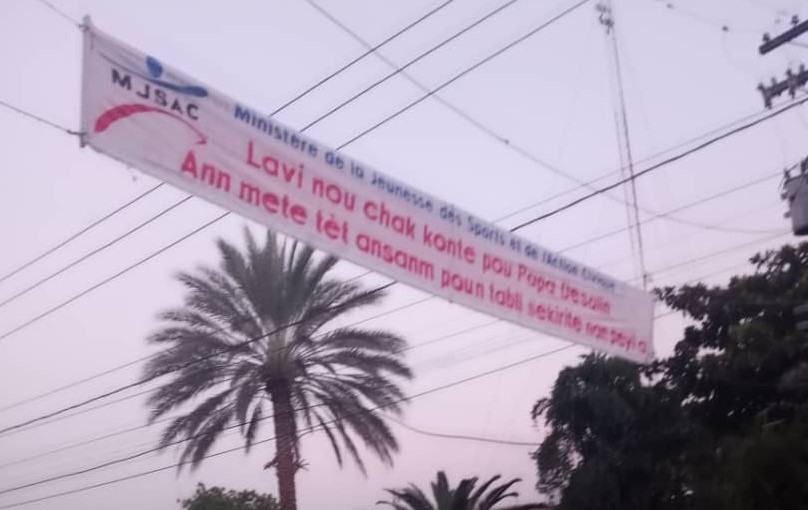 MJSAC
Ministère de la Jeunesse des Sports et de l'Action Civique
Lavi nou chak konte pou Papa Desalin
Ann mete tèt ansanm poun tabli sekirite nan peyi-a